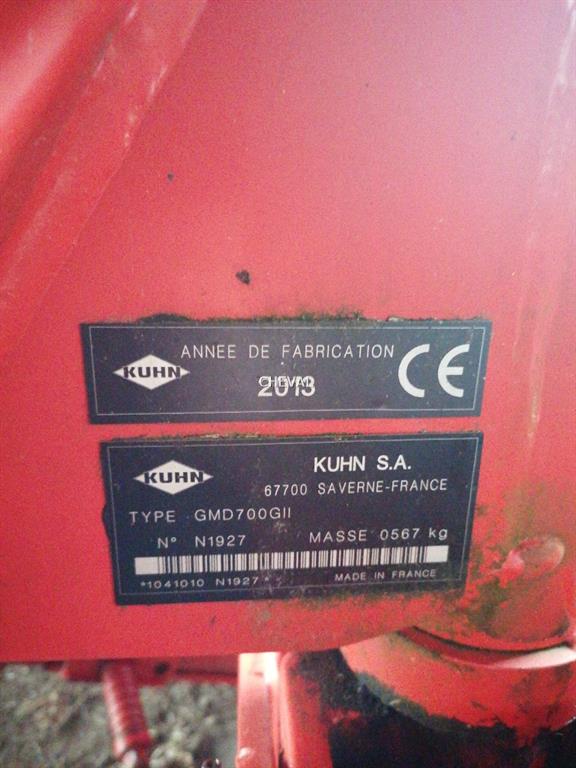 KUHN
ANNEE DE FABRICATION
2013
CHEVAL
CE
KUHN
KUHN S.A.
67700 SAVERNE-FRANCE
TYPE GMD700GII
N° N1927 MASSE 0567 kg
*1041010 N1927*
MADE IN FRANCE